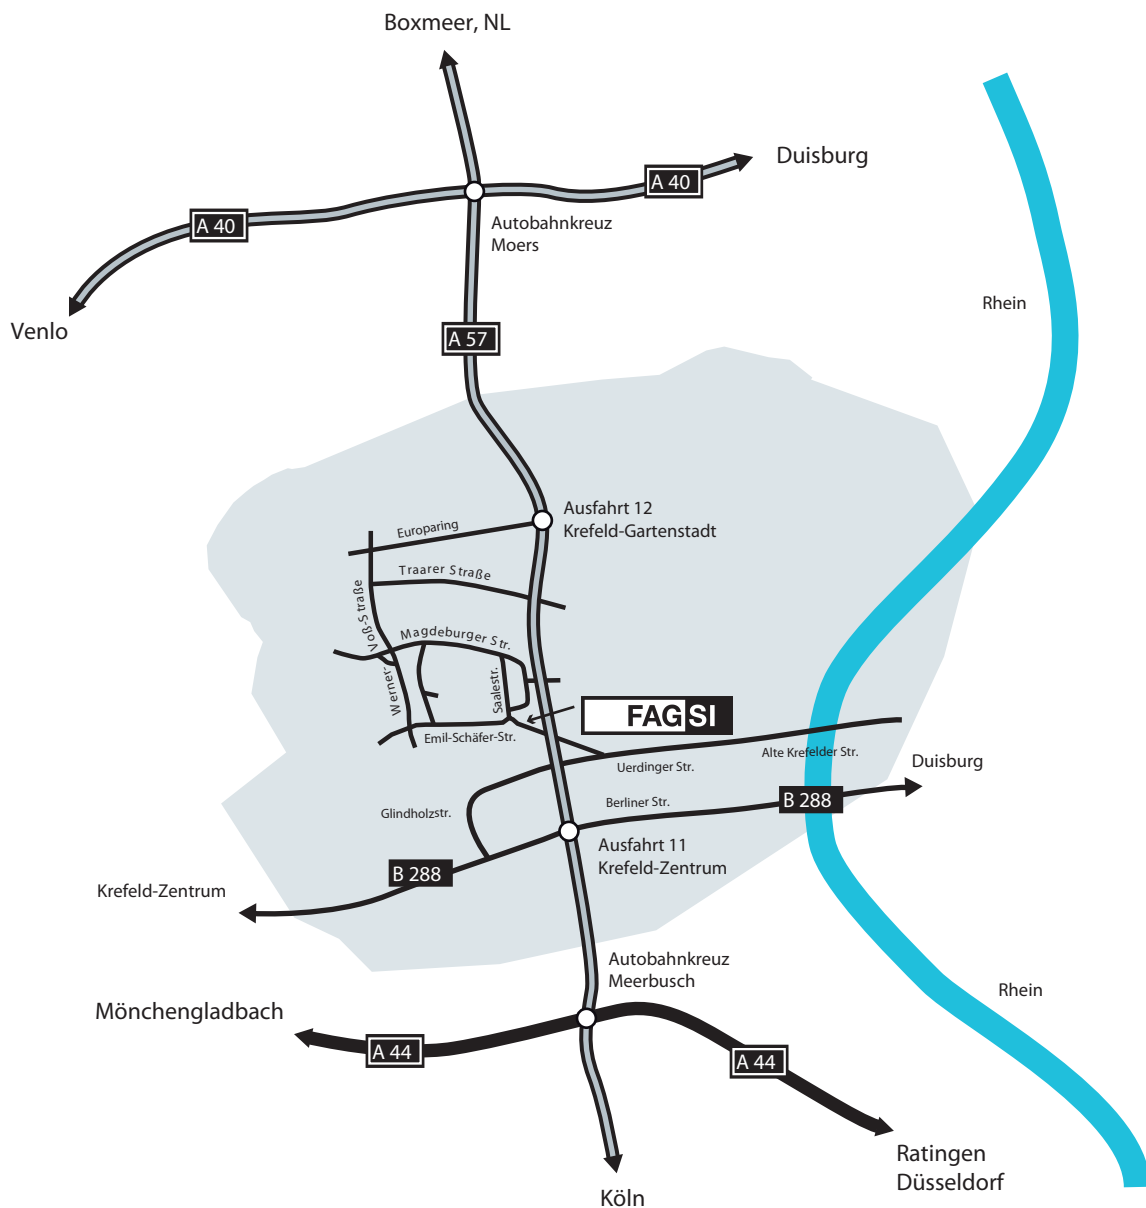 Boxmeer, NL
Duisburg
A 40
A 40
Autobahnkreuz
Moers
Rhein
Venlo
A 57
Ausfahrt 12
Krefeld-Gartenstadt
Europaring
Traarer Straße
Werner-Voß-Straße
Magdeburger Str.
Saalestr.
FAGSI
Emil-Schäfer-Str.
Alte Krefelder Str.
Uerdinger Str.
Duisburg
Glindholzstr.
Berliner Str.
B 288
Ausfahrt 11
Krefeld-Zentrum
B 288
Krefeld-Zentrum
Autobahnkreuz
Meerbusch
Rhein
Mönchengladbach
A 44
A 44
Ratingen
Düsseldorf
Köln